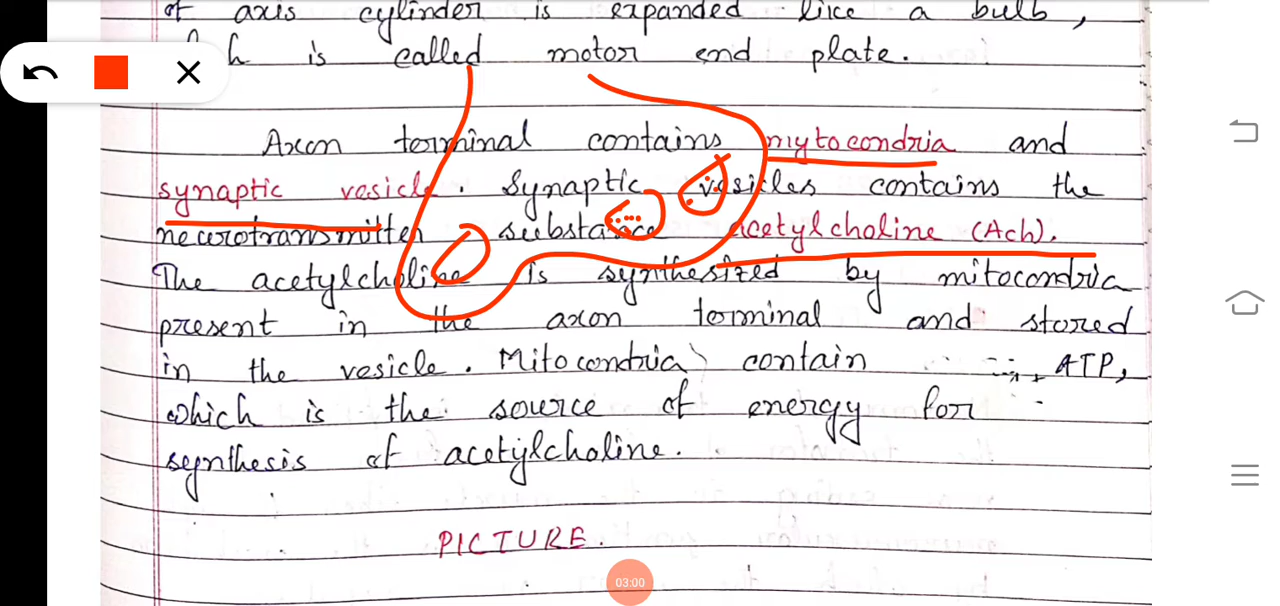 of axis cylinder is expanded like a bulb,
is called motor end plate.
Axon terminal contains mytocondria and
synaptic vesicle. Synaptic vesicles contains the
neurotransmitter substance acetylcholine (Ach).
The acetylcholine is synthesized by mitocondria
present in the axon terminal and stored
in the vesicle. Mitocondria contain ATP,
which is the source of energy for
synthesis of acetylcholine.
PICTURE.
03:00